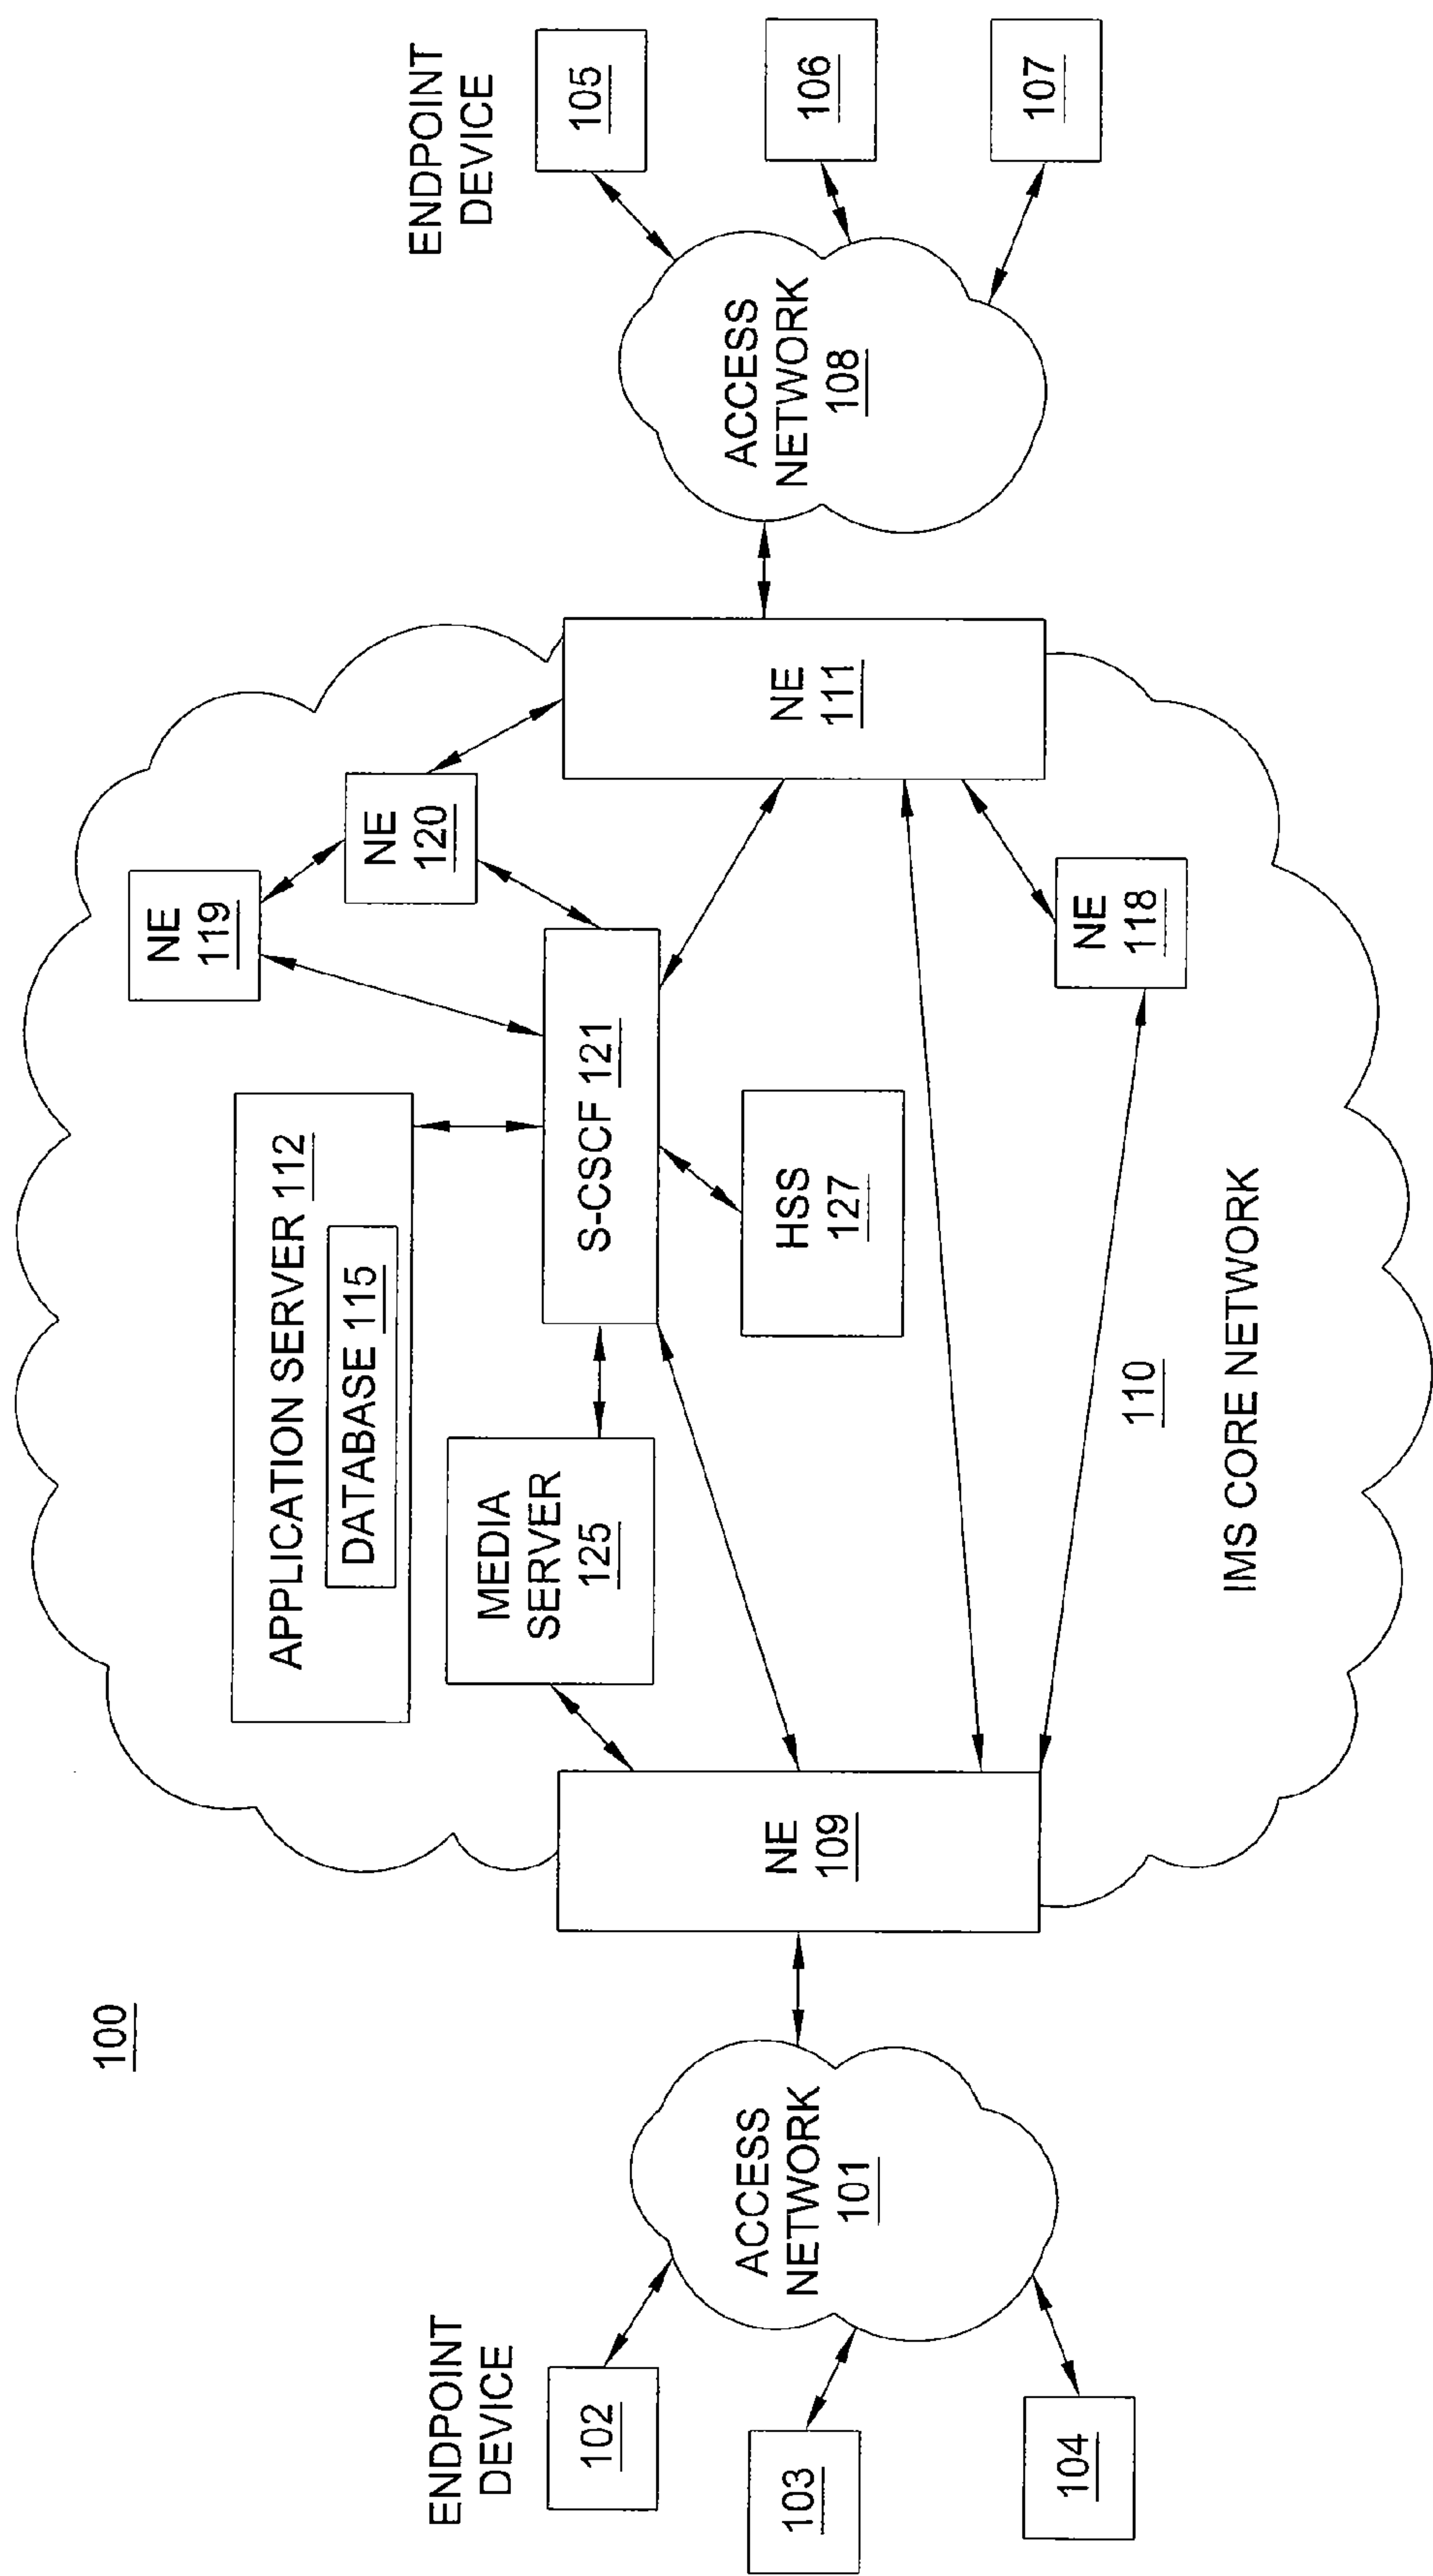 100
ENDPOINT
DEVICE
102
103
104
ACCESS
NETWORK
101
NE
109
APPLICATION SERVER 112
DATABASE 115
MEDIA
SERVER
125
S-CSCF 121
HSS
127
NE
119
NE
120
NE
111
NE
118
110
IMS CORE NETWORK
ACCESS
NETWORK
108
ENDPOINT
DEVICE
105
106
107